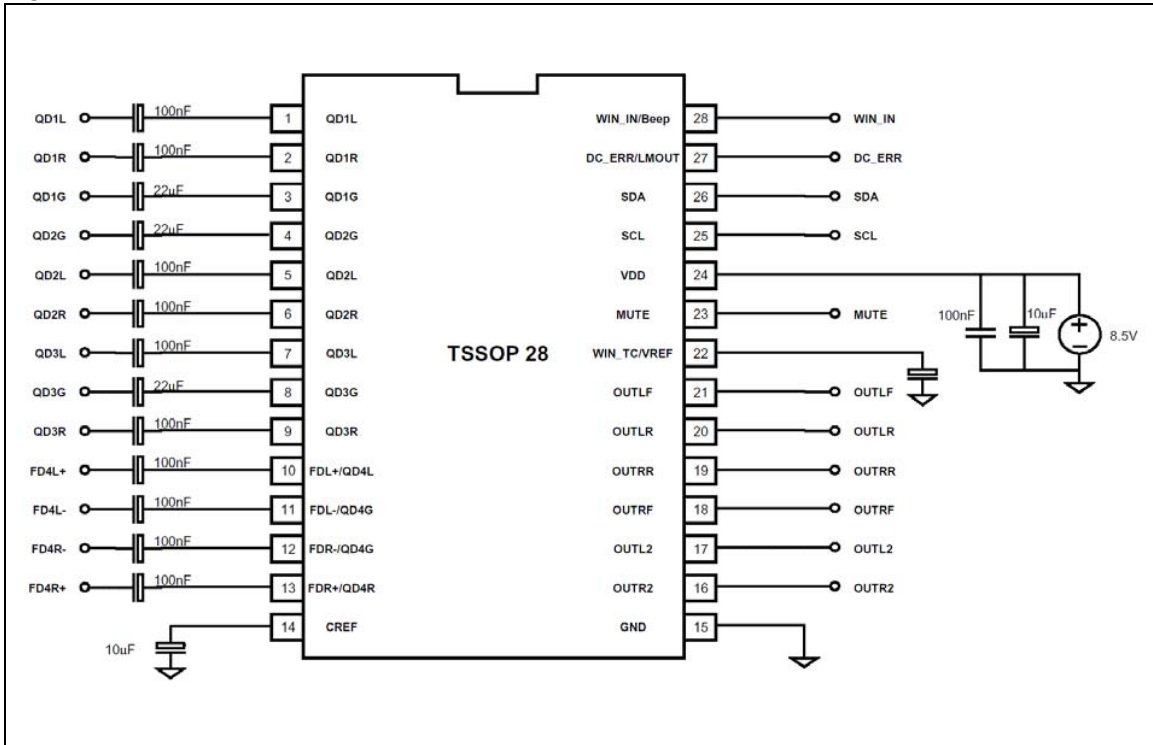 QD1L 100nF 1 QD1L WIN_IN/Beep 28 WIN_IN
QD1R 100nF 2 QD1R DC_ERR/LMOUT 27 DC_ERR
QD1G 22µF 3 QD1G SDA 26 SDA
QD2G 22µF 4 QD2G SCL 25 SCL
QD2L 100nF 5 QD2L VDD 24
QD2R 100nF 6 QD2R MUTE 23 MUTE 100nF 10µF + − 8.5V
QD3L 100nF 7 QD3L TSSOP 28 WIN_TC/VREF 22
QD3G 22µF 8 QD3G OUTLF 21 OUTLF
QD3R 100nF 9 QD3R OUTLR 20 OUTLR
FD4L+ 100nF 10 FDL+/QD4L OUTRR 19 OUTRR
FD4L- 100nF 11 FDL-/QD4G OUTRF 18 OUTRF
FD4R- 100nF 12 FDR-/QD4G OUTL2 17 OUTL2
FD4R+ 100nF 13 FDR+/QD4R OUTR2 16 OUTR2
14 CREF GND 15
10µF